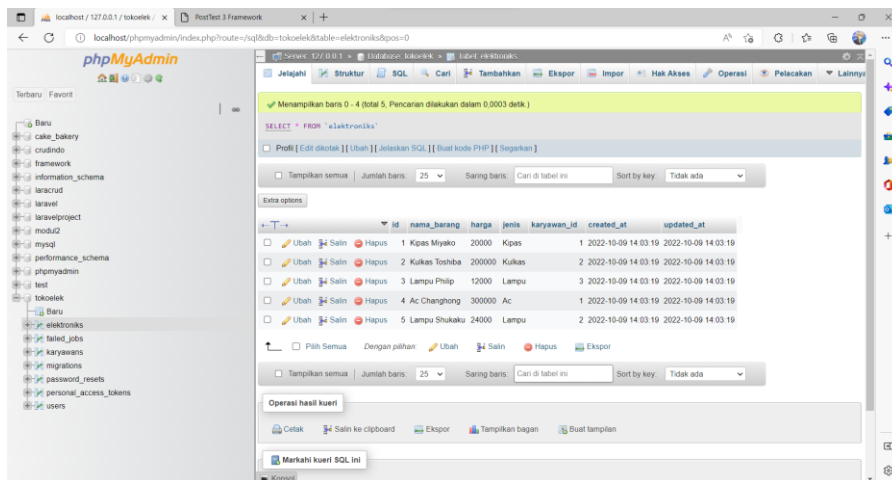 localhost / 127.0.0.1 / tokoelek /
PostTest 3 Framework
localhost/phpmyadmin/index.php?route=/sql&db=tokoelek&table=elektroniks&pos=0
phpMyAdmin
Terbaru Favorit
Baru
cake_bakery
crudindo
framework
information_schema
laracrud
laravel
laravelproject
modul2
mysql
performance_schema
phpmyadmin
test
tokoelek
Baru
elektroniks
failed_jobs
karyawans
migrations
password_resets
personal_access_tokens
users
Server: 127.0.0.1 » Database: tokoelek » Tabel: elektroniks
Jelajahi Struktur SQL Cari Tambahkan Ekspor Impor Hak Akses Operasi Pelacakan Lainnya
Menampilkan baris 0 - 4 (total 5, Pencarian dilakukan dalam 0,0003 detik.)
SELECT * FROM `elektroniks`
Profil [ Edit dikotak ] [ Ubah ] [ Jelaskan SQL ] [ Buat kode PHP ] [ Segarkan ]
Tampilkan semua Jumlah baris: 25 Saring baris: Cari di tabel ini Sort by key: Tidak ada
Extra options
id nama_barang harga jenis karyawan_id created_at updated_at
Ubah Salin Hapus 1 Kipas Miyako 20000 Kipas 1 2022-10-09 14:03:19 2022-10-09 14:03:19
Ubah Salin Hapus 2 Kulkas Toshiba 200000 Kulkas 2 2022-10-09 14:03:19 2022-10-09 14:03:19
Ubah Salin Hapus 3 Lampu Philip 12000 Lampu 3 2022-10-09 14:03:19 2022-10-09 14:03:19
Ubah Salin Hapus 4 Ac Changhong 300000 Ac 1 2022-10-09 14:03:19 2022-10-09 14:03:19
Ubah Salin Hapus 5 Lampu Shukaku 24000 Lampu 2 2022-10-09 14:03:19 2022-10-09 14:03:19
Pilih Semua Dengan pilihan: Ubah Salin Hapus Ekspor
Tampilkan semua Jumlah baris: 25 Saring baris: Cari di tabel ini Sort by key: Tidak ada
Operasi hasil kueri
Cetak Salin ke clipboard Ekspor Tampilkan bagan Buat tampilan
Markahi kueri SQL ini
Konsol